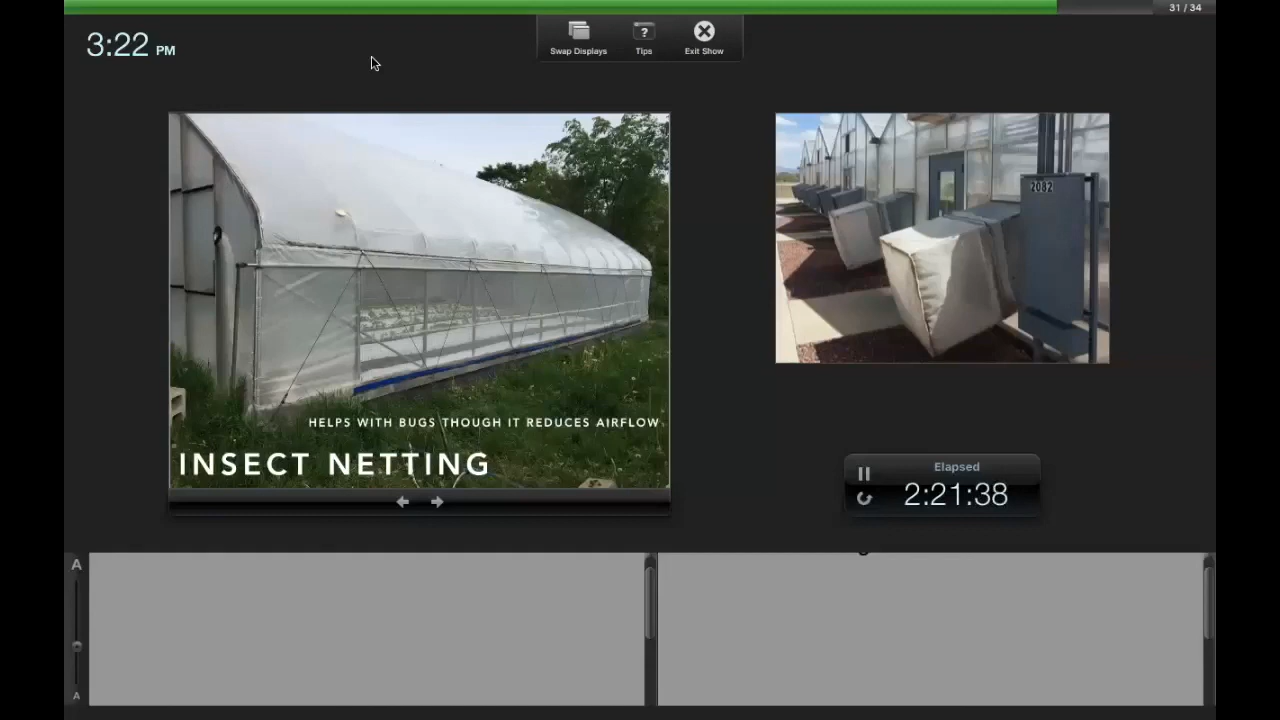 31 / 34
3:22 PM
Swap Displays
Tips
Exit Show
2082
HELPS WITH BUGS THOUGH IT REDUCES AIRFLOW
INSECT NETTING
Elapsed
2:21:38
A
A